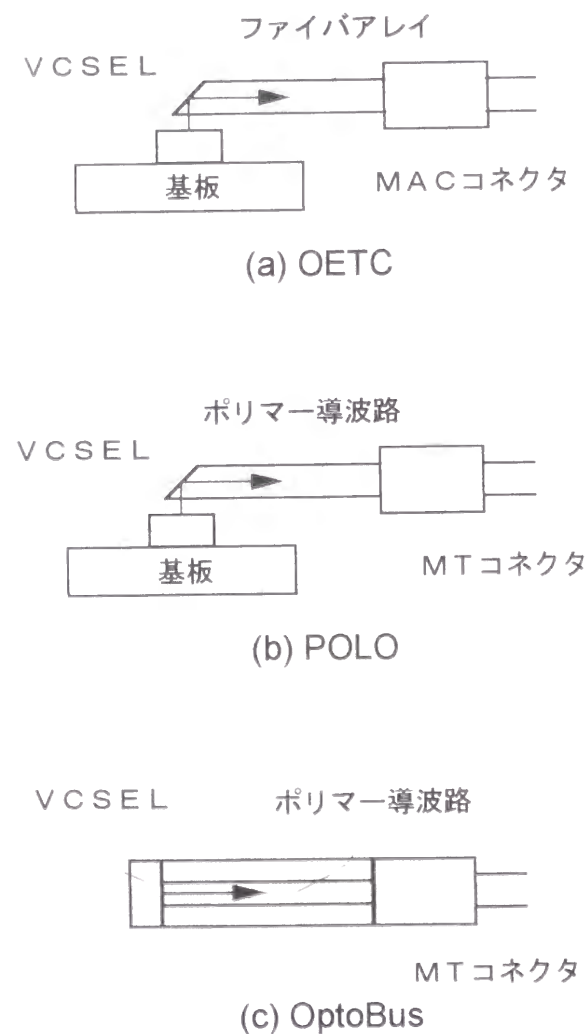 ファイバアレイ
ＶＣＳＥＬ
基板
ＭＡＣコネクタ
(a) OETC
ポリマー導波路
ＶＣＳＥＬ
基板
ＭＴコネクタ
(b) POLO
ＶＣＳＥＬ　ポリマー導波路
ＭＴコネクタ
(c) OptoBus